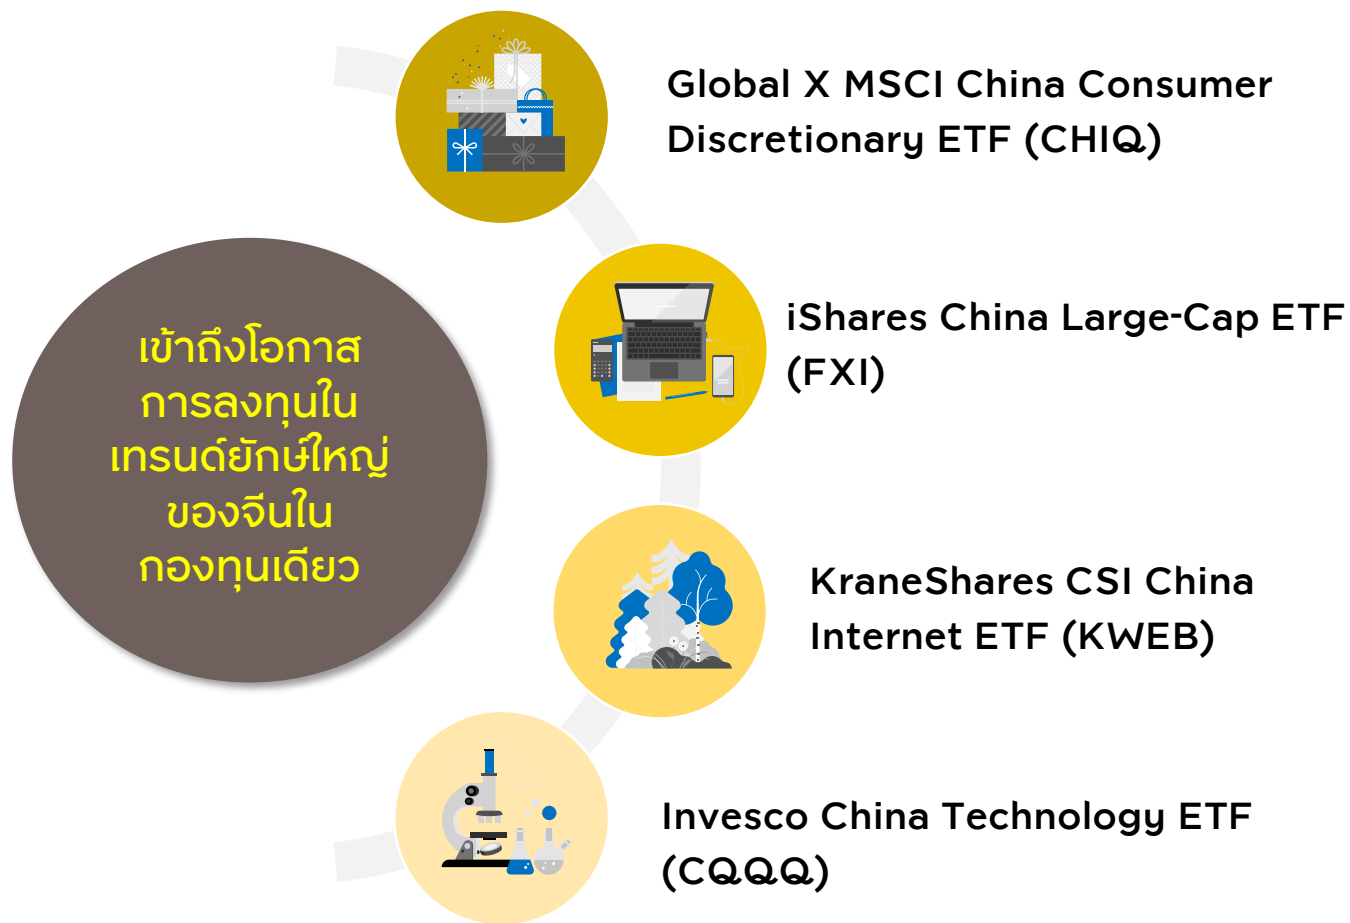 Global X MSCI China Consumer
Discretionary ETF (CHIQ)
iShares China Large-Cap ETF
(FXI)
เข้าถึงโอกาส
การลงทุนใน
เทรนด์ยักษ์ใหญ่
ของจีนใน
กองทุนเดียว
KraneShares CSI China
Internet ETF (KWEB)
Invesco China Technology ETF
(CQQQ)